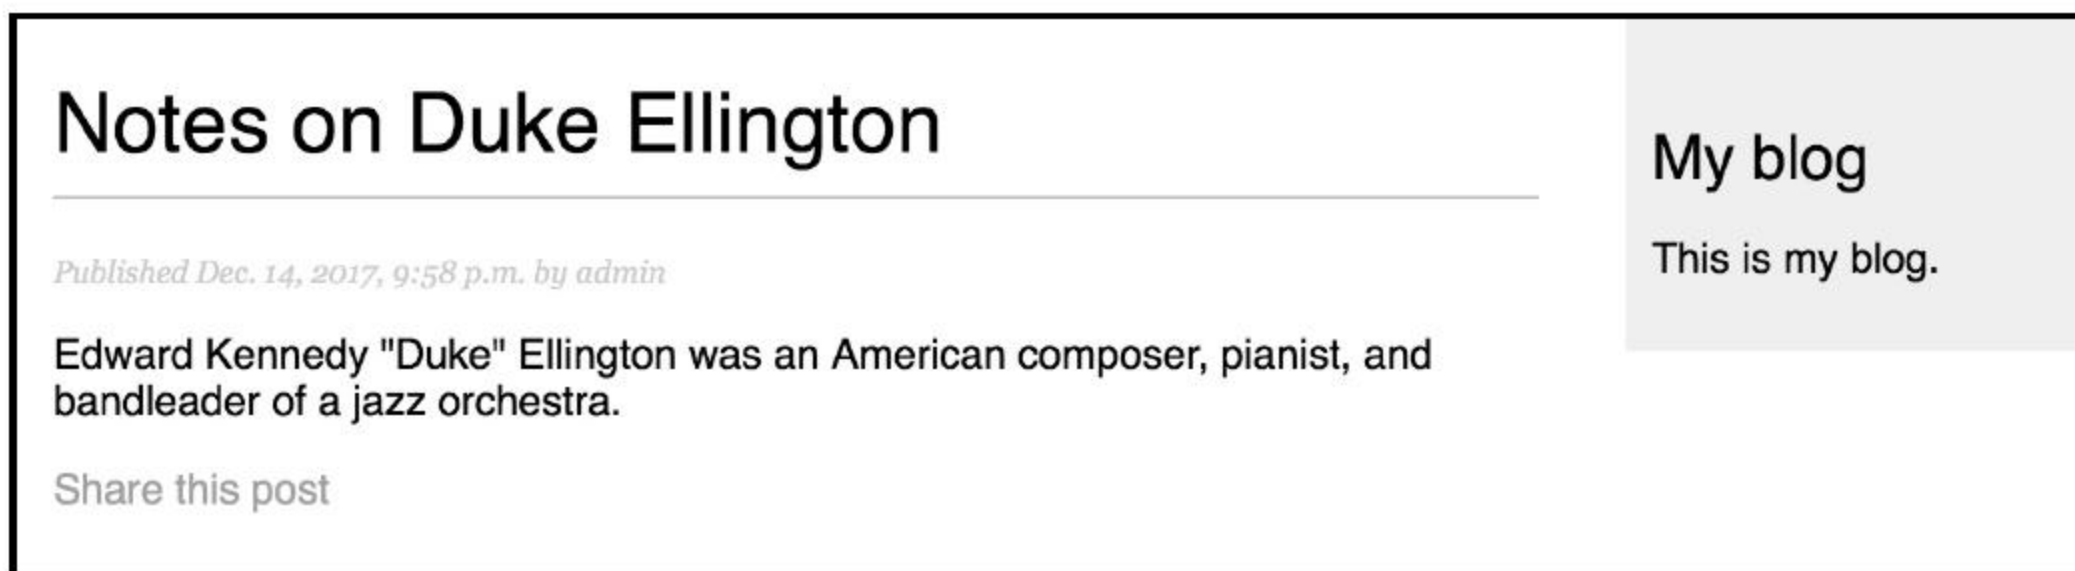 Notes on Duke Ellington
Published Dec. 14, 2017, 9:58 p.m. by admin
Edward Kennedy "Duke" Ellington was an American composer, pianist, and
bandleader of a jazz orchestra.
Share this post
My blog
This is my blog.